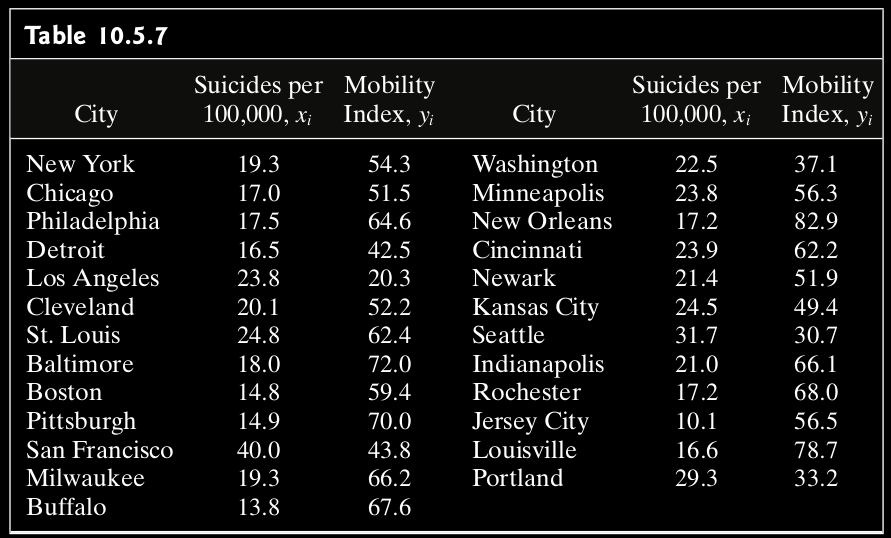 Table 10.5.7
City Suicides per 100,000, xi Mobility Index, yi City Suicides per 100,000, xi Mobility Index, yi
New York 19.3 54.3 Washington 22.5 37.1
Chicago 17.0 51.5 Minneapolis 23.8 56.3
Philadelphia 17.5 64.6 New Orleans 17.2 82.9
Detroit 16.5 42.5 Cincinnati 23.9 62.2
Los Angeles 23.8 20.3 Newark 21.4 51.9
Cleveland 20.1 52.2 Kansas City 24.5 49.4
St. Louis 24.8 62.4 Seattle 31.7 30.7
Baltimore 18.0 72.0 Indianapolis 21.0 66.1
Boston 14.8 59.4 Rochester 17.2 68.0
Pittsburgh 14.9 70.0 Jersey City 10.1 56.5
San Francisco 40.0 43.8 Louisville 16.6 78.7
Milwaukee 19.3 66.2 Portland 29.3 33.2
Buffalo 13.8 67.6